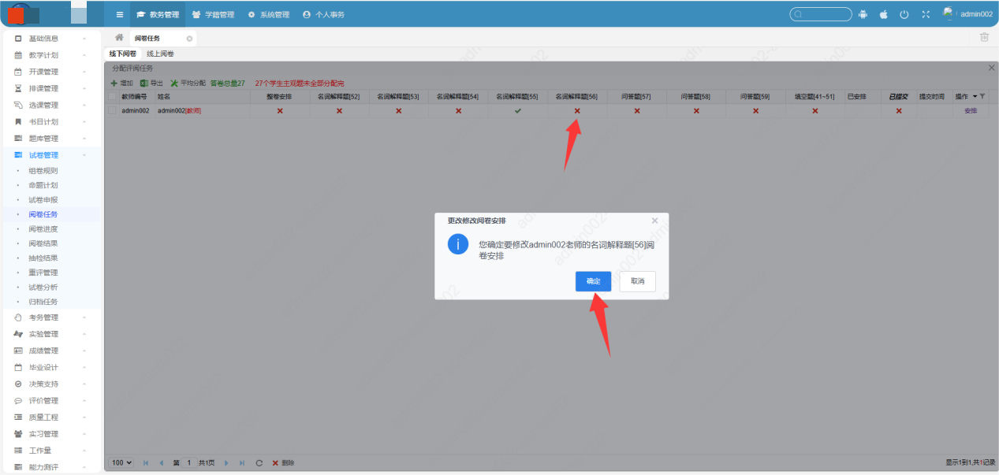 教务管理 学籍管理 系统管理 个人事务 admin002
基础信息
教学计划
开课管理
排课管理
选课管理
书目计划
题库管理
试卷管理
组卷规则
命题计划
试卷申报
阅卷任务
阅卷进度
阅卷结果
抽检结果
重评管理
试卷分析
归档任务
考务管理
实验管理
成绩管理
毕业设计
决策支持
评价管理
质量工程
实习管理
工作量
能力测评
阅卷任务
线下阅卷 线上阅卷
分配评阅任务
增加 导出 平均分配 答卷总量27 27个学生主观题未全部分配完
教师编号 姓名 整卷安排 名词解释题[52] 名词解释题[53] 名词解释题[54] 名词解释题[55] 名词解释题[56] 问答题[57] 问答题[58] 问答题[59] 填空题[41~51] 已安排 已提交 提交时间 操作
admin002 admin002[教师] 安排
更改修改阅卷安排
您确定要修改admin002老师的名词解释题[56]阅
卷安排
确定 取消
100 第 1 共1页 删除 显示1到1,共1记录